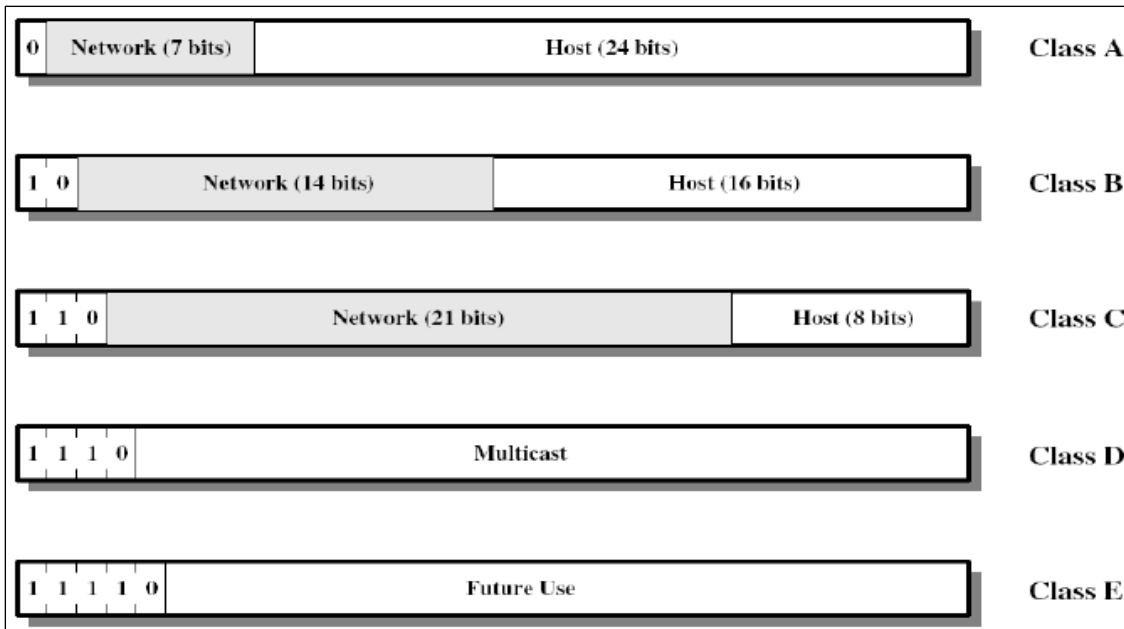 0 Network (7 bits) Host (24 bits) Class A
1 0 Network (14 bits) Host (16 bits) Class B
1 1 0 Network (21 bits) Host (8 bits) Class C
1 1 1 0 Multicast Class D
1 1 1 1 0 Future Use Class E